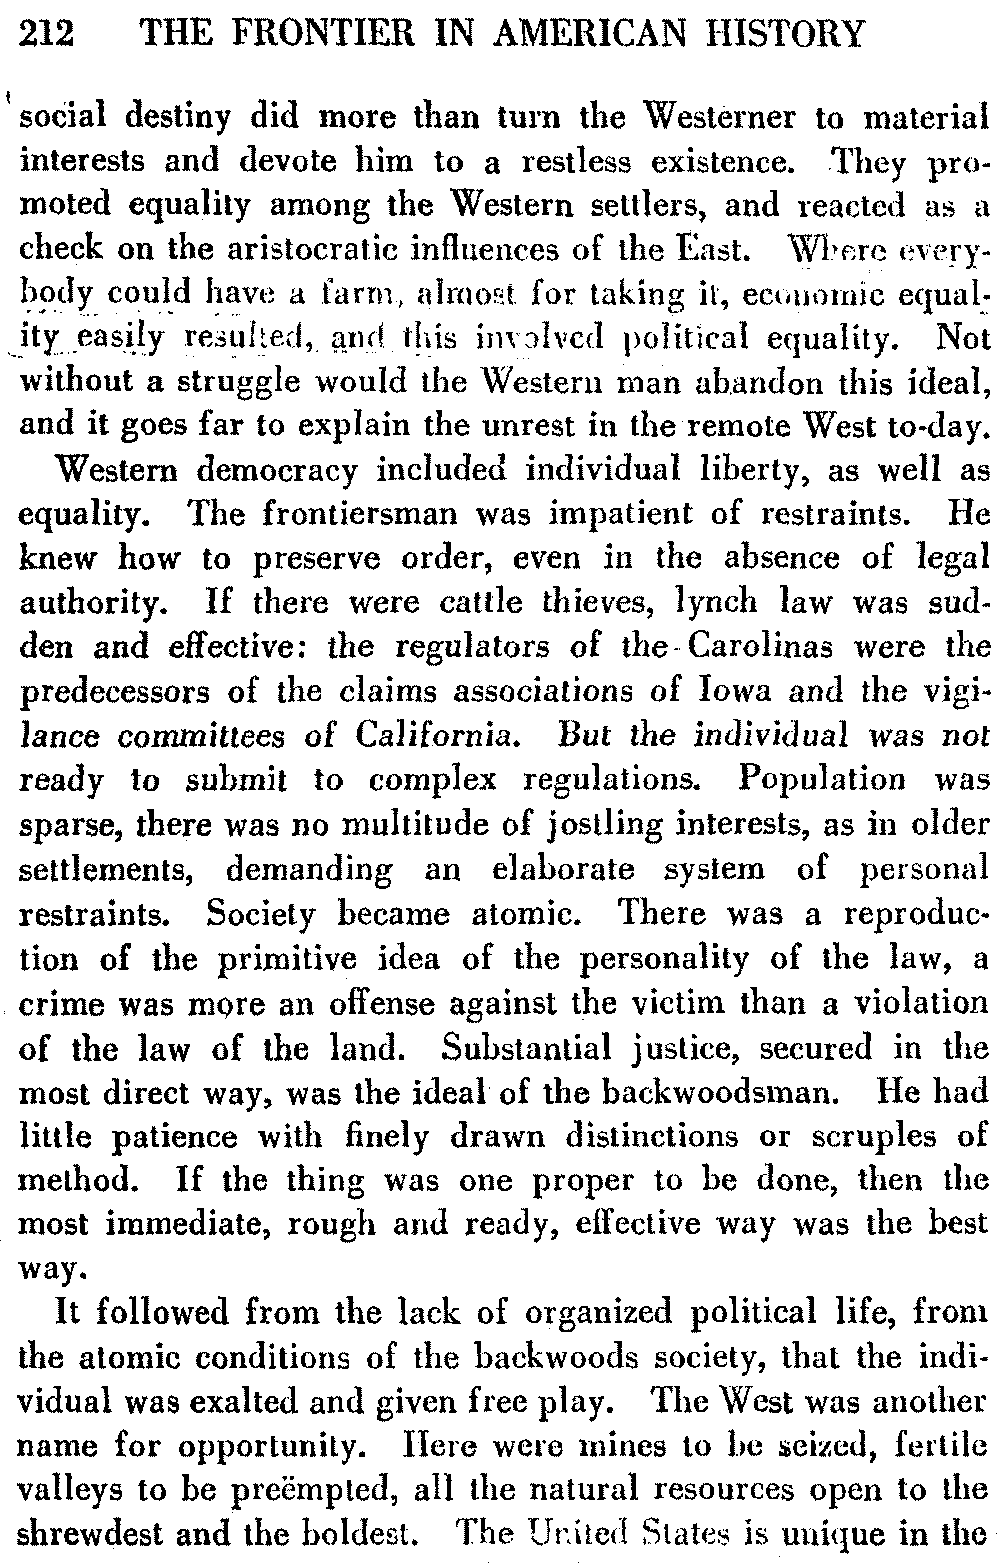 212 THE FRONTIER IN AMERICAN HISTORY
social destiny did more than turn the Westerner to material
interests and devote him to a restless existence. They pro-
moted equality among the Western settlers, and reacted as a
check on the aristocratic influences of the East. Where every-
body could have a farm, almost for taking it, economic equal-
ity easily resulted, and this involved political equality. Not
without a struggle would the Western man abandon this ideal,
and it goes far to explain the unrest in the remote West to-day.
Western democracy included individual liberty, as well as
equality. The frontiersman was impatient of restraints. He
knew how to preserve order, even in the absence of legal
authority. If there were cattle thieves, lynch law was sud-
den and effective: the regulators of the Carolinas were the
predecessors of the claims associations of Iowa and the vigi-
lance committees of California. But the individual was not
ready to submit to complex regulations. Population was
sparse, there was no multitude of jostling interests, as in older
settlements, demanding an elaborate system of personal
restraints. Society became atomic. There was a reproduc-
tion of the primitive idea of the personality of the law, a
crime was more an offense against the victim than a violation
of the law of the land. Substantial justice, secured in the
most direct way, was the ideal of the backwoodsman. He had
little patience with finely drawn distinctions or scruples of
method. If the thing was one proper to be done, then the
most immediate, rough and ready, effective way was the best
way.
It followed from the lack of organized political life, from
the atomic conditions of the backwoods society, that the indi-
vidual was exalted and given free play. The West was another
name for opportunity. Here were mines to be seized, fertile
valleys to be preëmpted, all the natural resources open to the
shrewdest and the boldest. The United States is unique in the